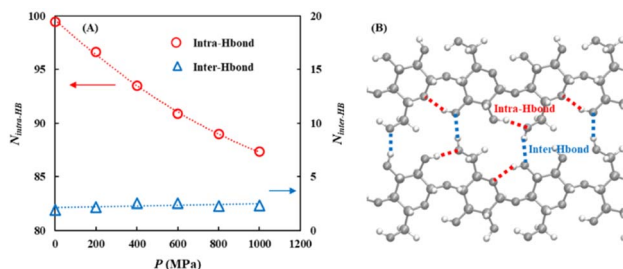 100
(A)
20
Intra-Hbond
Inter-Hbond
95
15
N_Intra-HB
90
10
N_Inter-HB
85
5
80
0
0 200 400 600 800 1000 1200
P (MPa)
(B)
Intra-Hbond
Inter-Hbond